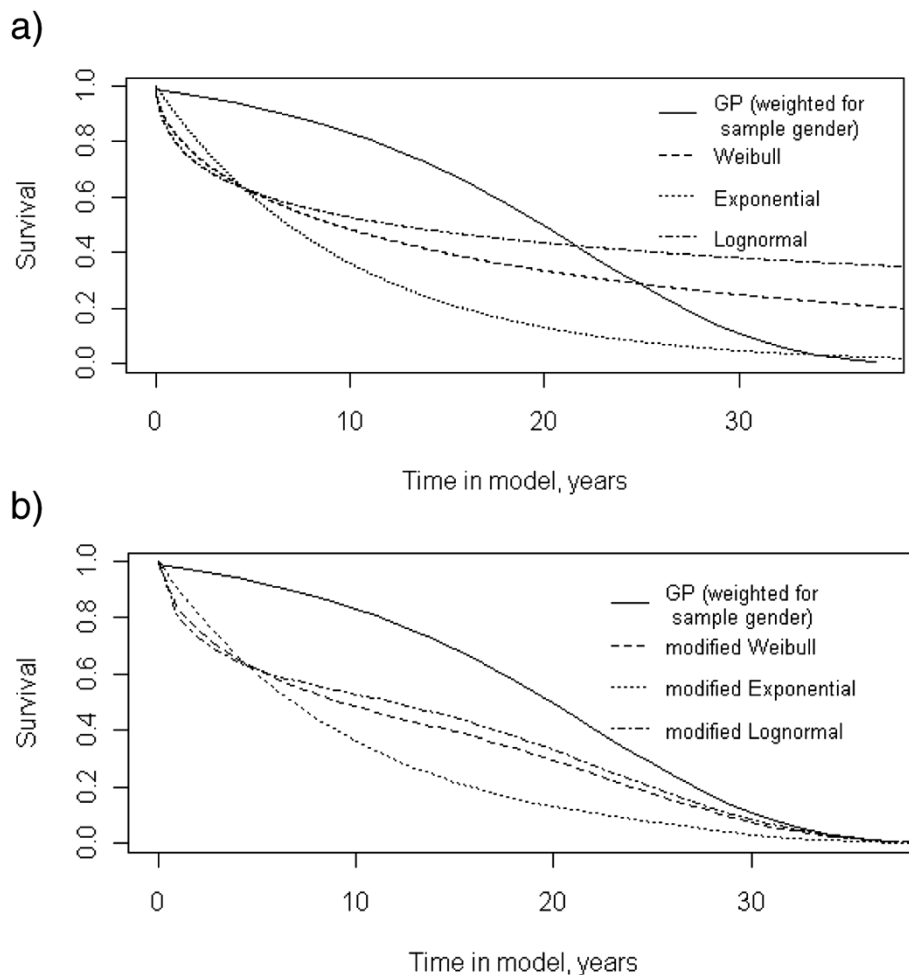 a)
Survival
0.0 0.2 0.4 0.6 0.8 1.0
GP (weighted for
sample gender)
Weibull
Exponential
Lognormal
0 10 20 30
Time in model, years
b)
Survival
0.0 0.2 0.4 0.6 0.8 1.0
GP (weighted for
sample gender)
modified Weibull
modified Exponential
modified Lognormal
0 10 20 30
Time in model, years